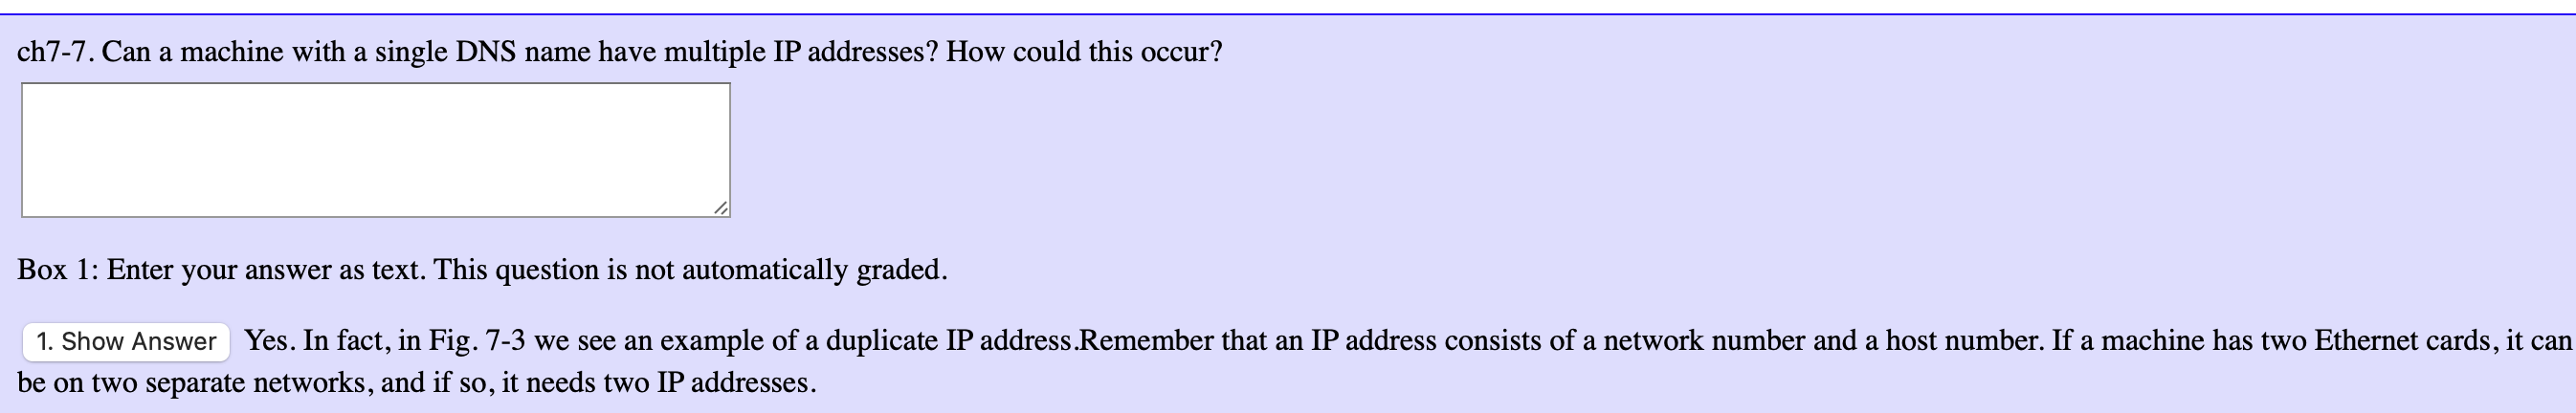 ch7-7. Can a machine with a single DNS name have multiple IP addresses? How could this occur?
Box 1: Enter your answer as text. This question is not automatically graded.
1. Show Answer Yes. In fact, in Fig. 7-3 we see an example of a duplicate IP address.Remember that an IP address consists of a network number and a host number. If a machine has two Ethernet cards, it can
be on two separate networks, and if so, it needs two IP addresses.